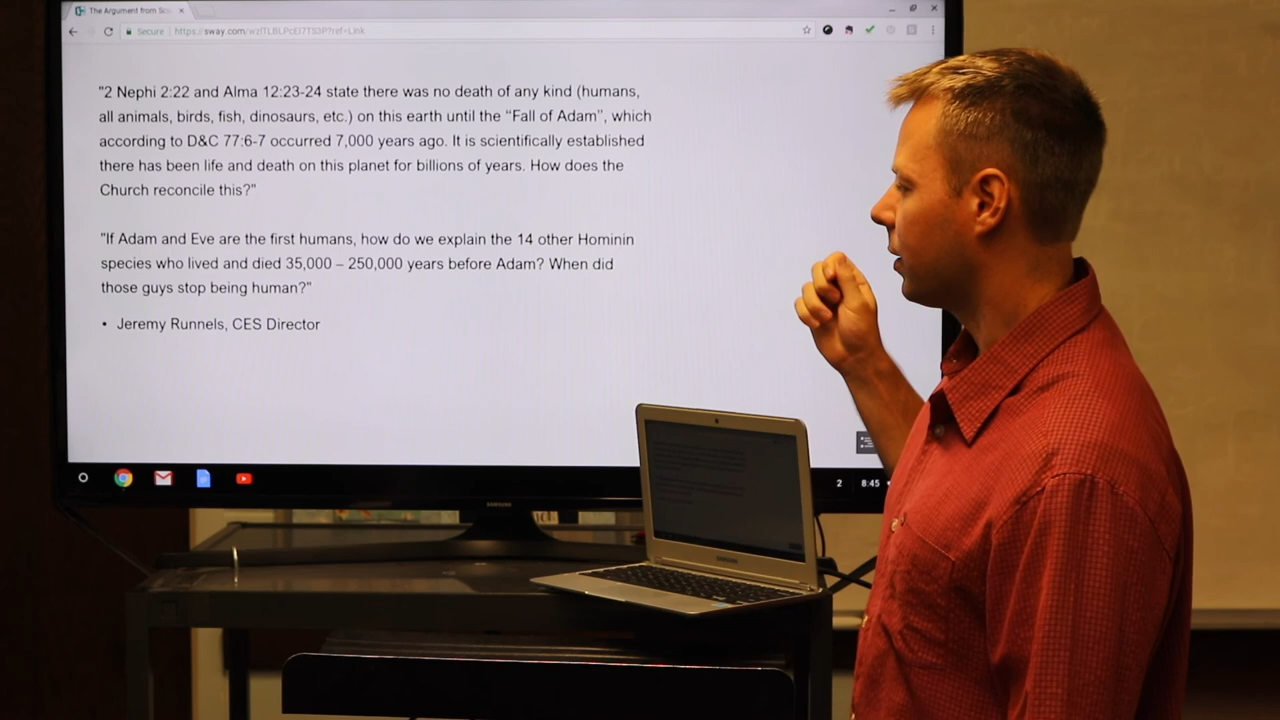 The Argument from Sci
Secure https://sway.com/
"2 Nephi 2:22 and Alma 12:23-24 state there was no death of any kind (humans,
all animals, birds, fish, dinosaurs, etc.) on this earth until the “Fall of Adam”, which
according to D&C 77:6-7 occurred 7,000 years ago. It is scientifically established
there has been life and death on this planet for billions of years. How does the
Church reconcile this?"
"If Adam and Eve are the first humans, how do we explain the 14 other Hominin
species who lived and died 35,000 – 250,000 years before Adam? When did
those guys stop being human?"
• Jeremy Runnels, CES Director
2 8:45
SAMSUNG
SAMSUNG